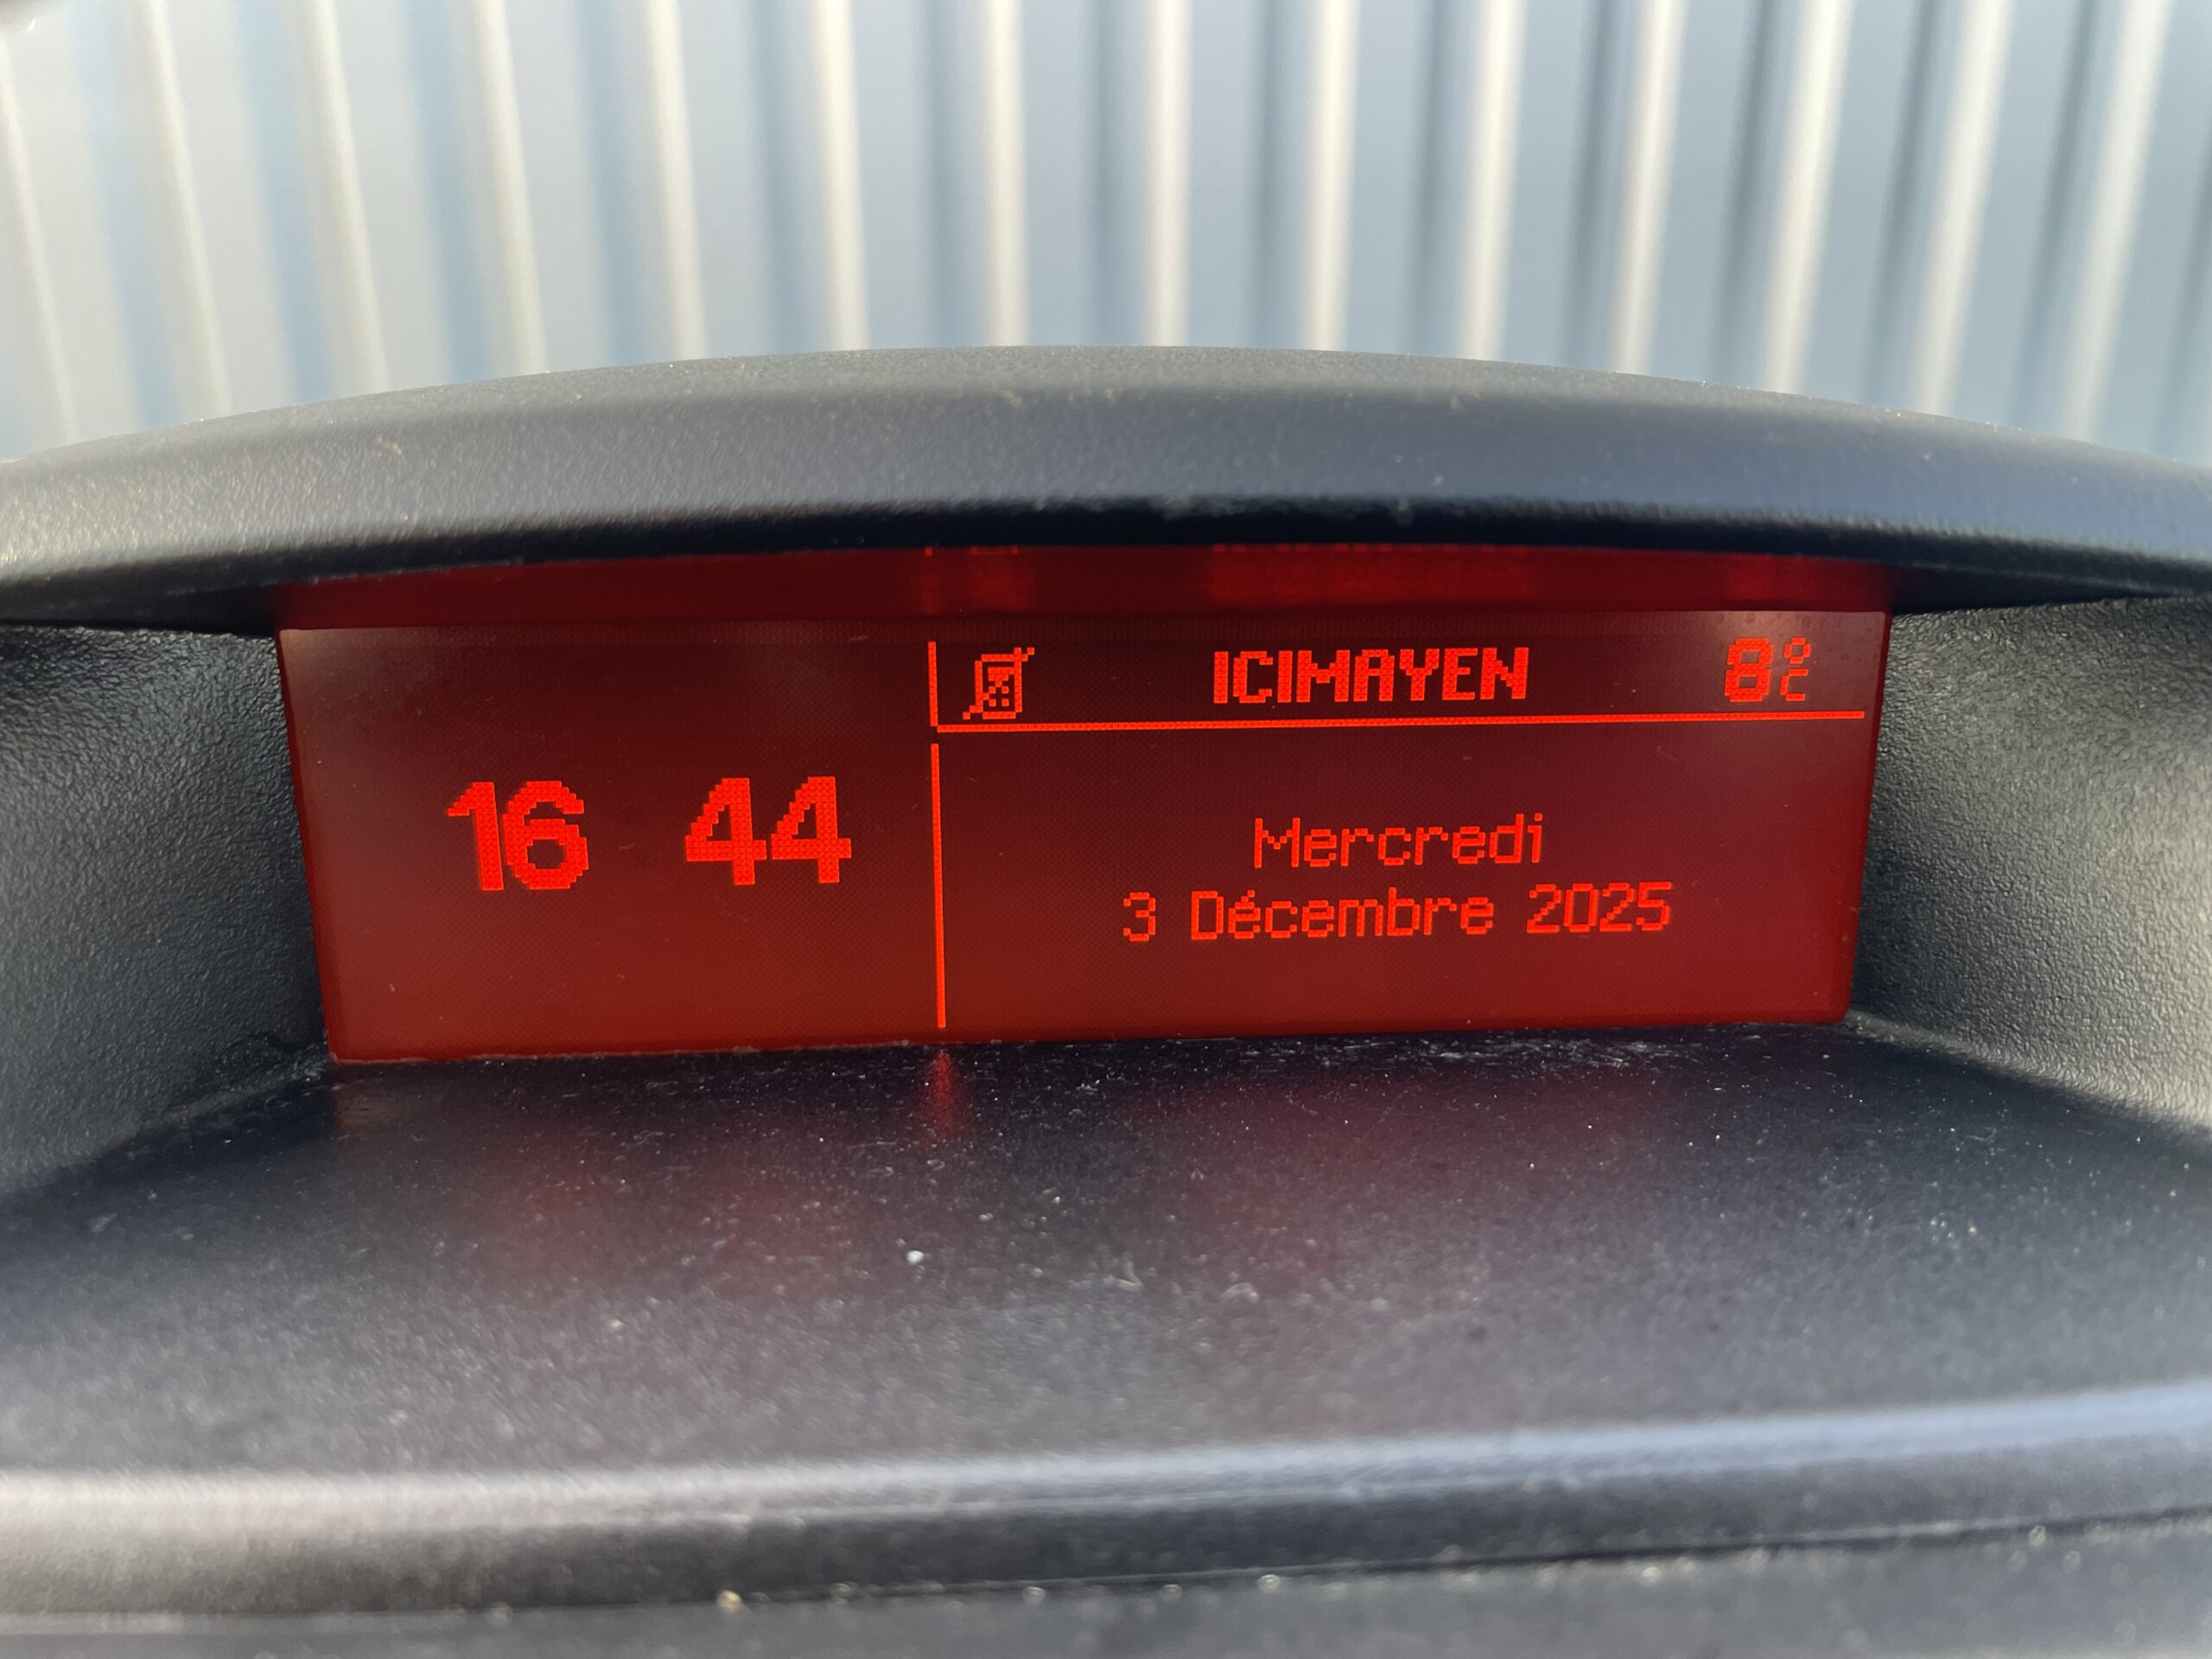 16 44
ICIMAYEN 8°C
Mercredi
3 Décembre 2025